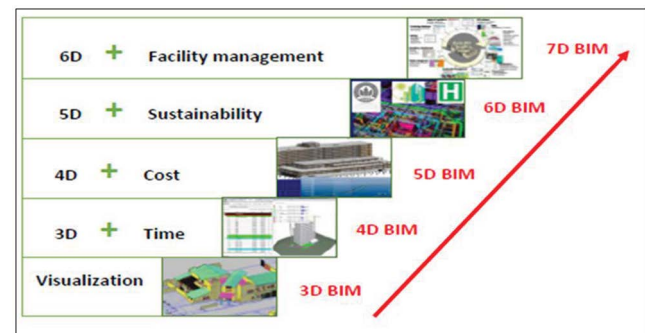 6D + Facility management
7D BIM
5D + Sustainability
H
6D BIM
4D + Cost
5D BIM
3D + Time
4D BIM
Visualization
3D BIM